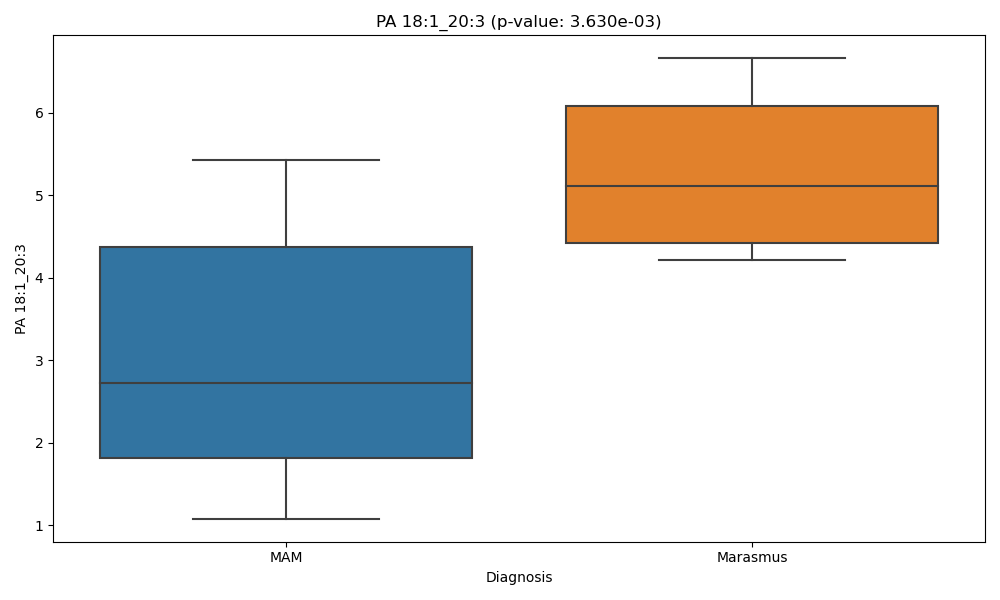 PA 18:1_20:3 (p-value: 3.630e-03)
PA 18:1_20:3
6
5
4
3
2
1
MAM
Marasmus
Diagnosis